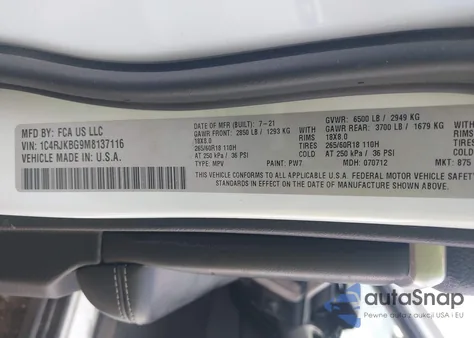 MFD BY: FCA US LLC
VIN: 1C4RJKBG9M8137116
VEHICLE MADE IN: U.S.A.
DATE OF MFR (BUILT): 7-21
GAWR FRONT: 2850 LB / 1293 KG WITH
18X8.0 RIMS
265/60R18 110H TIRES
AT 250 kPa / 36 PSI COLD
TYPE: MPV PAINT: PW7 MDH: 070712
GVWR: 6500 LB / 2949 KG
GAWR REAR: 3700 LB / 1679 KG WITH
18X8.0 RIMS
265/60R18 110H TIRES
AT 250 kPa / 36 PSI COLD
MKT: 875
THIS VEHICLE CONFORMS TO ALL APPLICABLE U.S.A. FEDERAL MOTOR VEHICLE SAFETY
STANDARDS IN EFFECT ON THE DATE OF
autoSnap
Pewne auta z aukcji USA i EU